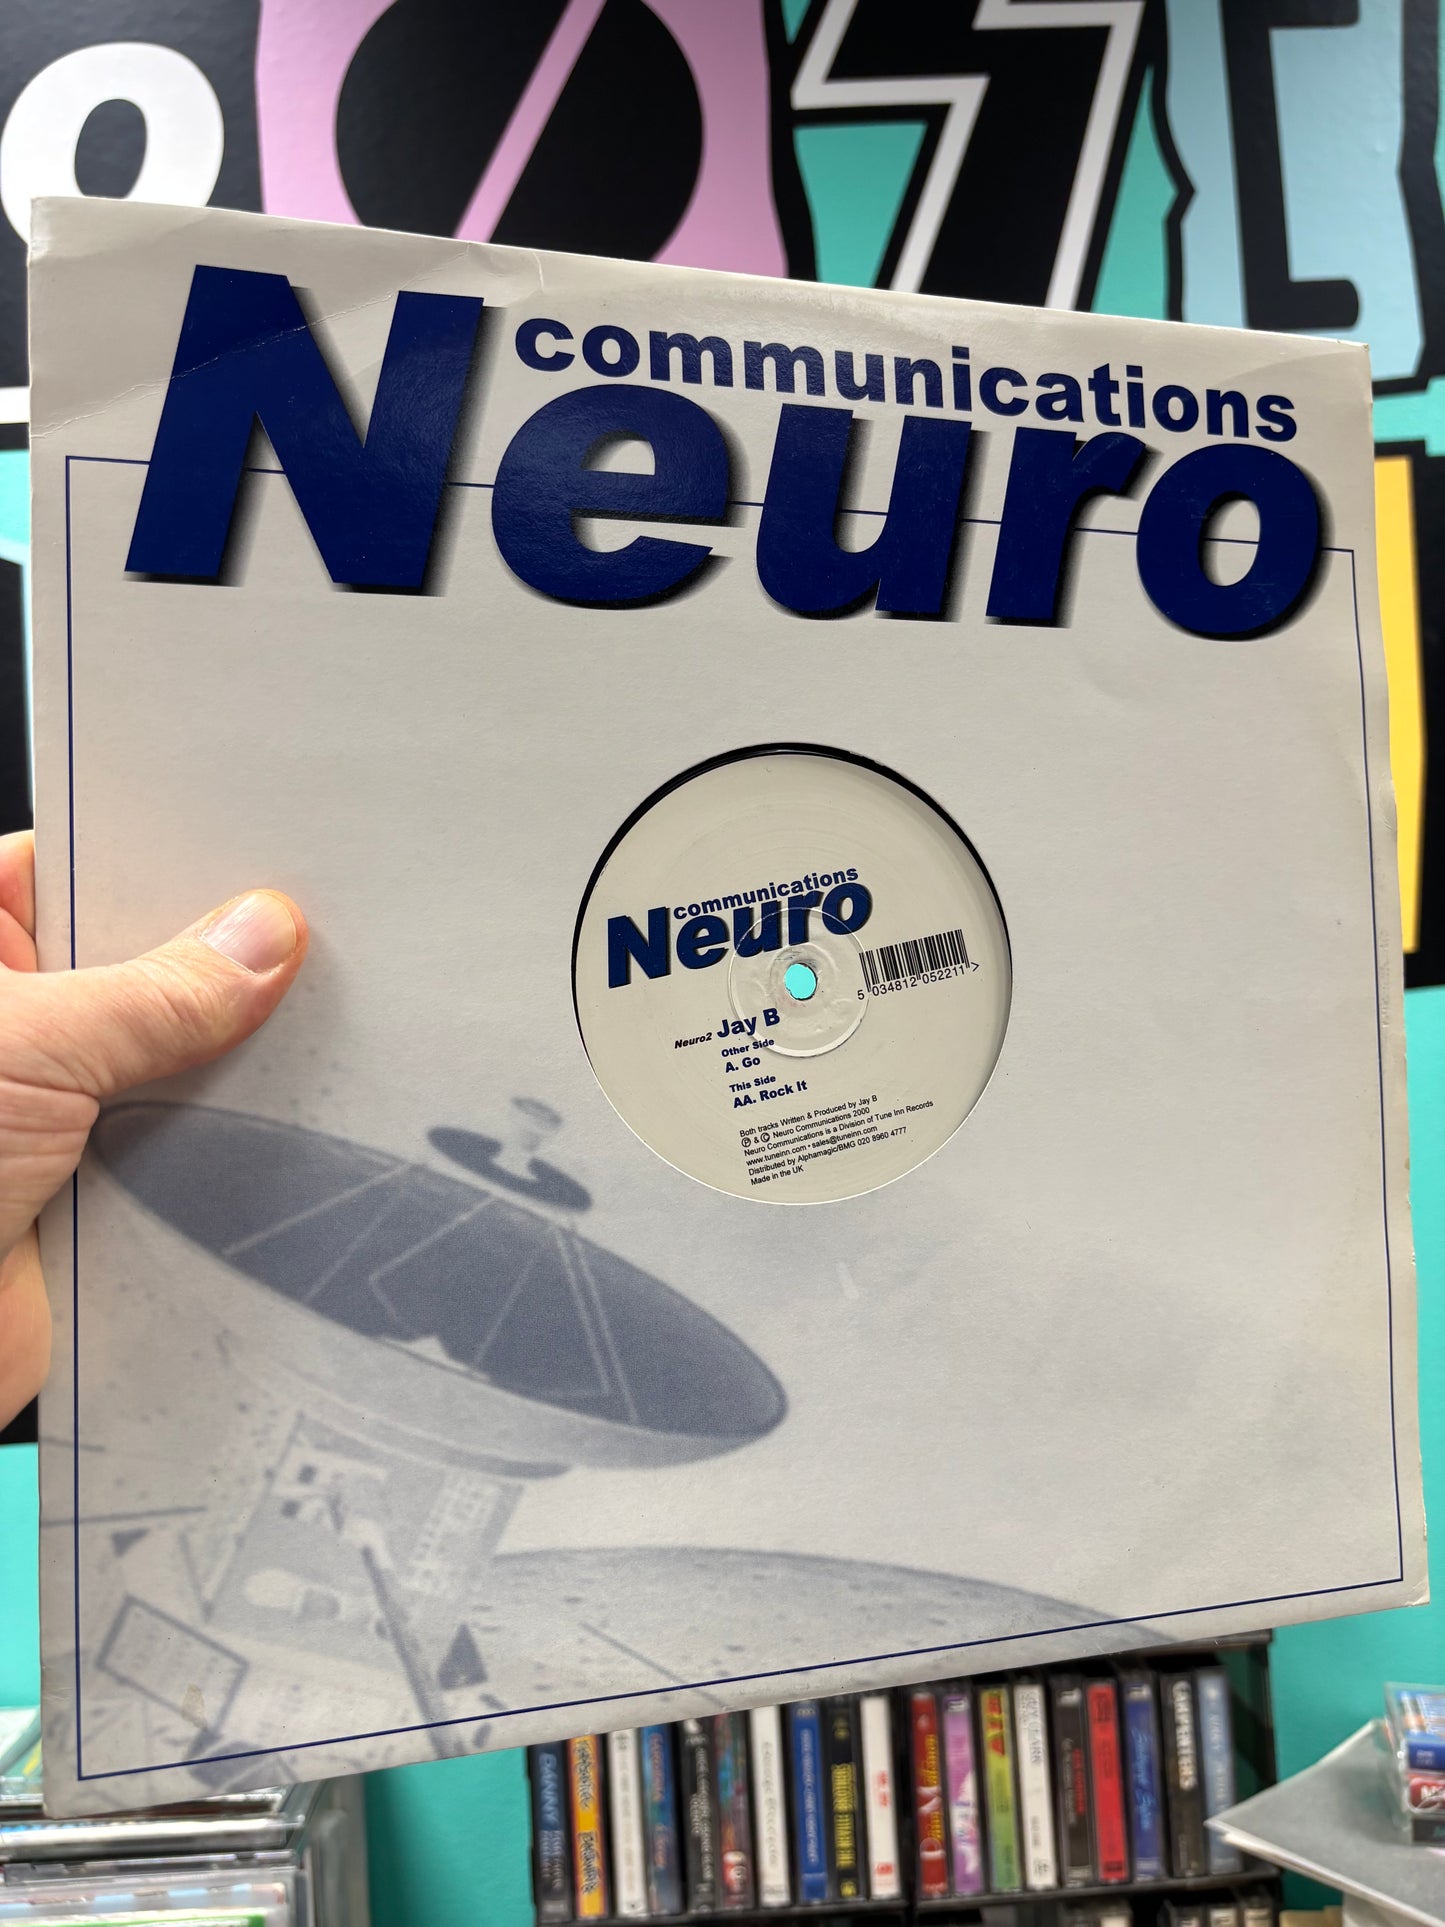 communications
Neuro
communications
Neuro
5 034812 052211 >
Neuro2 Jay B
Other Side
A. Go
This Side
AA. Rock It
Both tracks Written & Produced by Jay B
℗ & © Neuro Communications 2000
Neuro Communications is a Division of Tune Inn Records
www.tuneinn.com • sales@tuneinn.com
Distributed by Alphamagic/BMG 020 8960 4777
Made in the UK
CAMPER